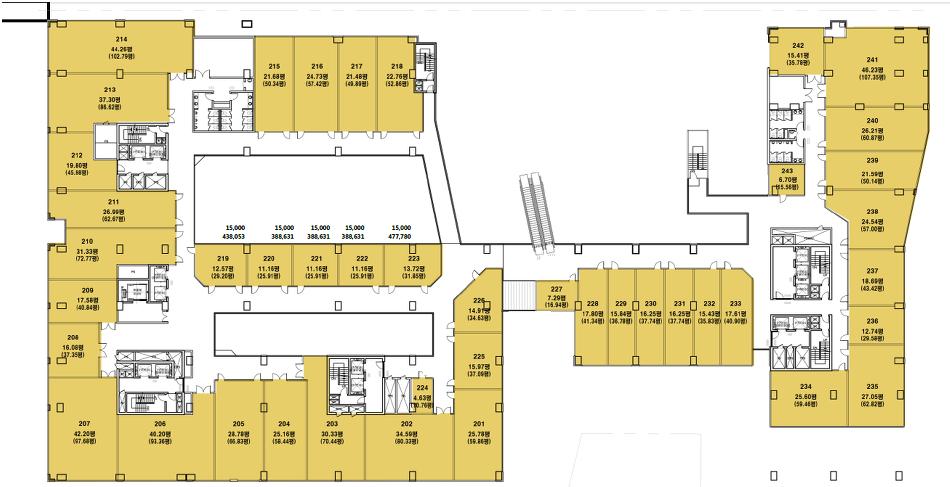 214
44.26평
(102.79평)
213
37.30평
(86.62평)
212
19.80평
(45.98평)
211
26.99평
(62.67평)
210
31.33평
(72.77평)
209
17.58평
(40.84평)
208
16.08평
(37.35평)
207
42.20평
(97.68평)
206
40.20평
(93.36평)
205
28.78평
(66.83평)
204
25.16평
(58.44평)
203
30.33평
(70.44평)
202
34.59평
(80.33평)
201
25.78평
(59.86평)
215
21.68평
(50.34평)
216
24.73평
(57.42평)
217
21.48평
(49.89평)
218
22.76평
(52.86평)
15,000
438,053
15,000
388,631
15,000
388,631
15,000
388,631
15,000
477,780
219
12.57평
(29.20평)
220
11.16평
(25.91평)
221
11.16평
(25.91평)
222
11.16평
(25.91평)
223
13.72평
(31.85평)
224
4.63평
(10.76평)
225
15.97평
(37.09평)
226
14.91평
(34.63평)
227
7.29평
(16.94평)
228
17.80평
(41.34평)
229
15.84평
(36.78평)
230
16.25평
(37.74평)
231
16.25평
(37.74평)
232
15.43평
(35.83평)
233
17.61평
(40.90평)
242
15.41평
(35.78평)
241
46.23평
(107.35평)
240
26.21평
(60.87평)
239
21.59평
(50.14평)
243
6.70평
(15.56평)
238
24.54평
(57.00평)
237
18.69평
(43.42평)
236
12.74평
(29.58평)
234
25.60평
(59.46평)
235
27.05평
(62.82평)